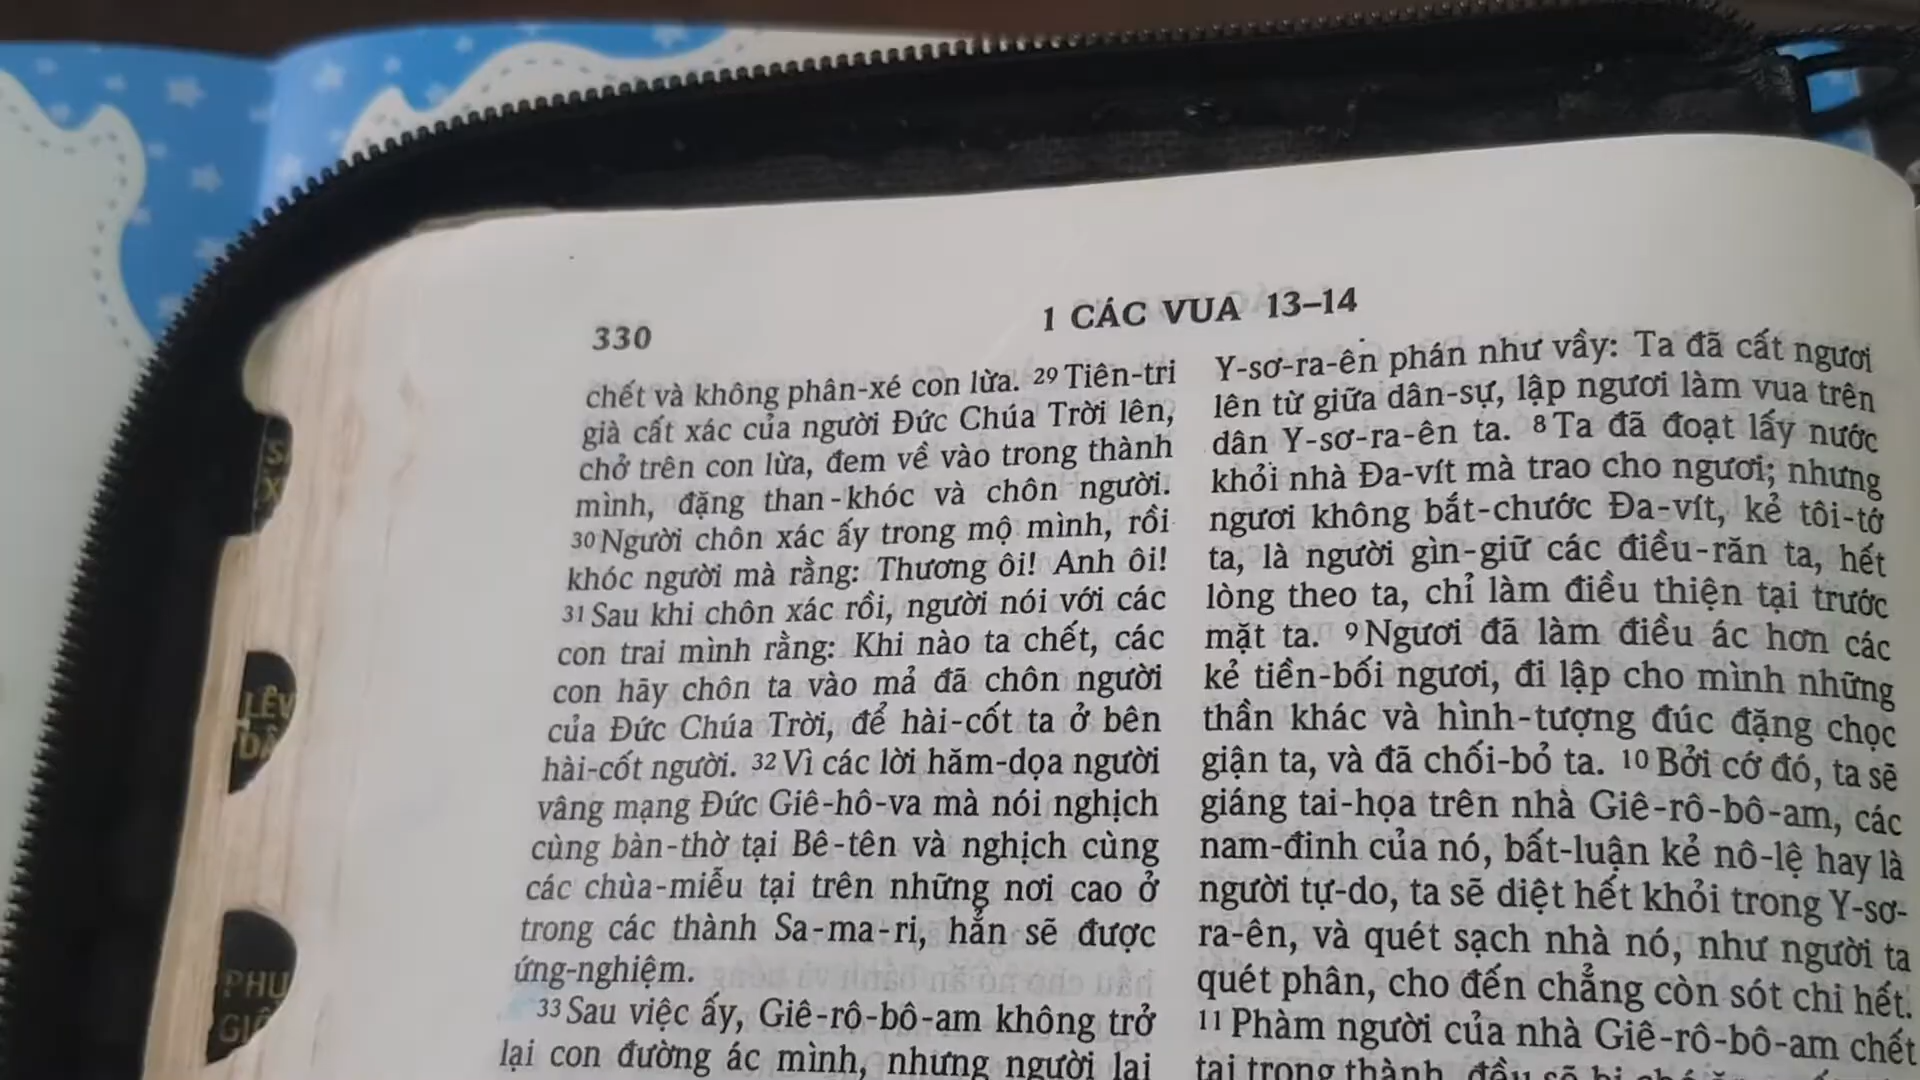 330
1 CÁC VUA 13–14
chết và không phân-xé con lừa. 29 Tiên-tri
già cất xác của người Đức Chúa Trời lên,
chở trên con lừa, đem về vào trong thành
mình, đặng than-khóc và chôn người.
30 Người chôn xác ấy trong mộ mình, rồi
khóc người mà rằng: Thương ôi! Anh ôi!
31 Sau khi chôn xác rồi, người nói với các
con trai mình rằng: Khi nào ta chết, các
con hãy chôn ta vào mả đã chôn người
của Đức Chúa Trời, để hài-cốt ta ở bên
hài-cốt người. 32 Vì các lời hăm-dọa người
vâng mạng Đức Giê-hô-va mà nói nghịch
cùng bàn-thờ tại Bê-tên và nghịch cùng
các chùa-miễu tại trên những nơi cao ở
trong các thành Sa-ma-ri, hẳn sẽ được
ứng-nghiệm.
33 Sau việc ấy, Giê-rô-bô-am không trở
lại con đường ác mình, nhưng người lại
Y-sơ-ra-ên phán như vầy: Ta đã cất ngươi
lên từ giữa dân-sự, lập ngươi làm vua trên
dân Y-sơ-ra-ên ta. 8 Ta đã đoạt lấy nước
khỏi nhà Đa-vít mà trao cho ngươi; nhưng
ngươi không bắt-chước Đa-vít, kẻ tôi-tớ
ta, là người gìn-giữ các điều-răn ta, hết
lòng theo ta, chỉ làm điều thiện tại trước
mặt ta. 9 Ngươi đã làm điều ác hơn các
kẻ tiền-bối ngươi, đi lập cho mình những
thần khác và hình-tượng đúc đặng chọc
giận ta, và đã chối-bỏ ta. 10 Bởi cớ đó, ta sẽ
giáng tai-họa trên nhà Giê-rô-bô-am, các
nam-đinh của nó, bất-luận kẻ nô-lệ hay là
người tự-do, ta sẽ diệt hết khỏi trong Y-sơ-
ra-ên, và quét sạch nhà nó, như người ta
quét phân, cho đến chẳng còn sót chi hết.
11 Phàm người của nhà Giê-rô-bô-am chết
tại trong thành, đều sẽ bị
LÊV
PHU